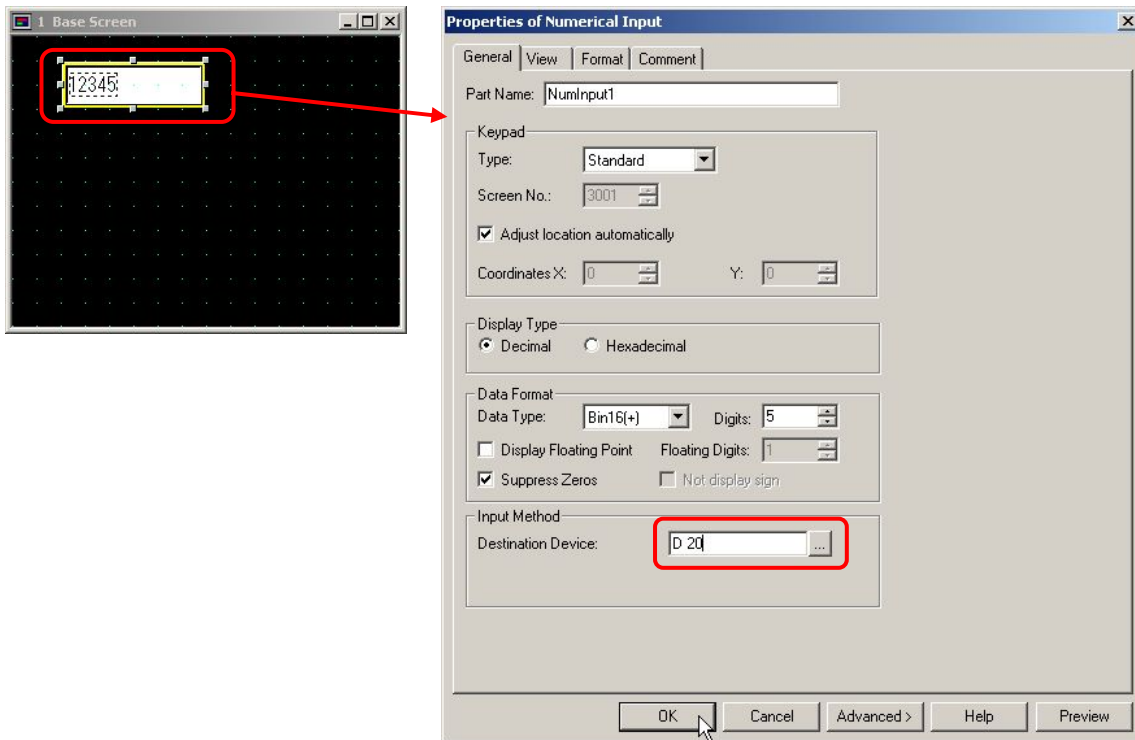 1 Base Screen
12345
Properties of Numerical Input
General View Format Comment
Part Name: NumInput1
Keypad
Type: Standard
Screen No.: 3001
Adjust location automatically
Coordinates X: 0 Y: 0
Display Type
Decimal Hexadecimal
Data Format
Data Type: Bin16(+) Digits: 5
Display Floating Point Floating Digits: 1
Suppress Zeros Not display sign
Input Method
Destination Device: D 20 ...
OK Cancel Advanced > Help Preview